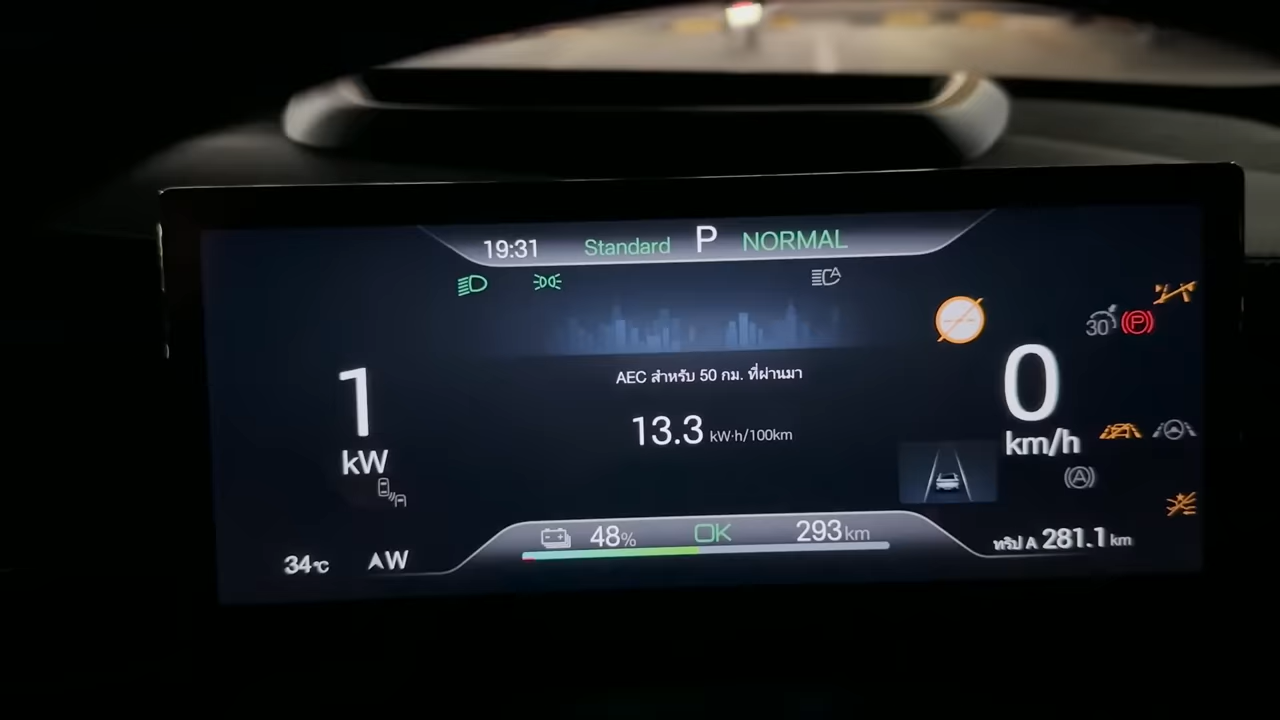 19:31 Standard P NORMAL
30
AEC สำหรับ 50 กม. ที่ผ่านมา
13.3 kW·h/100km
1
kW
0
km/h
48% OK 293km
34℃ W
ทริป A 281.1 km